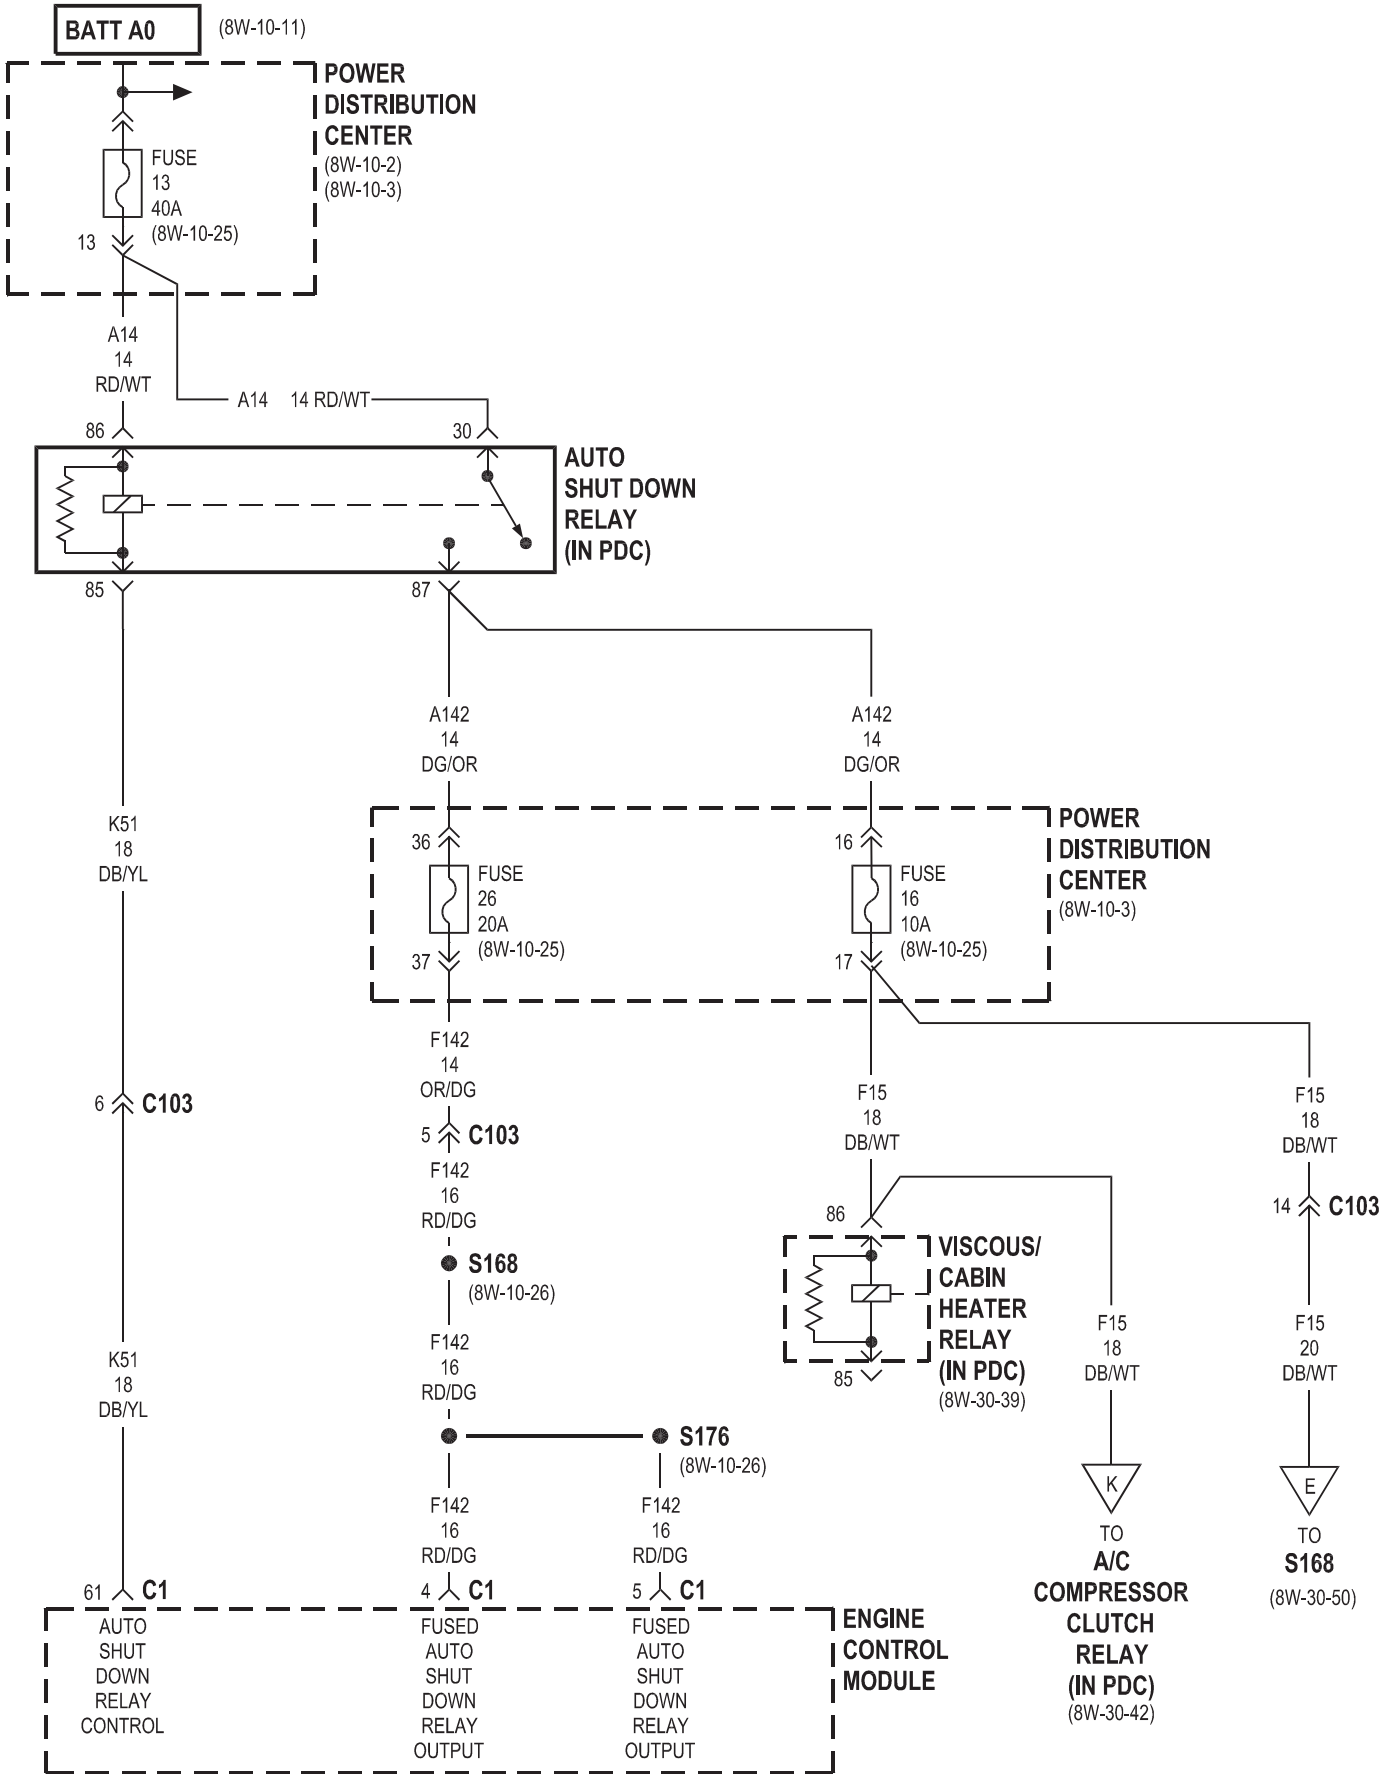 BATT A0
(8W-10-11)
POWER
DISTRIBUTION
CENTER
(8W-10-2)
(8W-10-3)
FUSE
13
40A
(8W-10-25)
13
A14
14
RD/WT
A14 14 RD/WT
86
30
AUTO
SHUT DOWN
RELAY
(IN PDC)
85
87
A142
14
DG/OR
A142
14
DG/OR
K51
18
DB/YL
POWER
DISTRIBUTION
CENTER
(8W-10-3)
36
FUSE
26
20A
(8W-10-25)
37
16
FUSE
16
10A
(8W-10-25)
17
F142
14
OR/DG
6 C103
5 C103
F142
16
RD/DG
F15
18
DB/WT
F15
18
DB/WT
14 C103
S168
(8W-10-26)
86
VISCOUS/
CABIN
HEATER
RELAY
(IN PDC)
(8W-30-39)
85
K51
18
DB/YL
F142
16
RD/DG
F15
18
DB/WT
F15
20
DB/WT
S176
(8W-10-26)
K
TO
A/C
COMPRESSOR
CLUTCH
RELAY
(IN PDC)
(8W-30-42)
E
TO
S168
(8W-30-50)
F142
16
RD/DG
F142
16
RD/DG
61 C1
4 C1
5 C1
AUTO
SHUT
DOWN
RELAY
CONTROL
FUSED
AUTO
SHUT
DOWN
RELAY
OUTPUT
FUSED
AUTO
SHUT
DOWN
RELAY
OUTPUT
ENGINE
CONTROL
MODULE